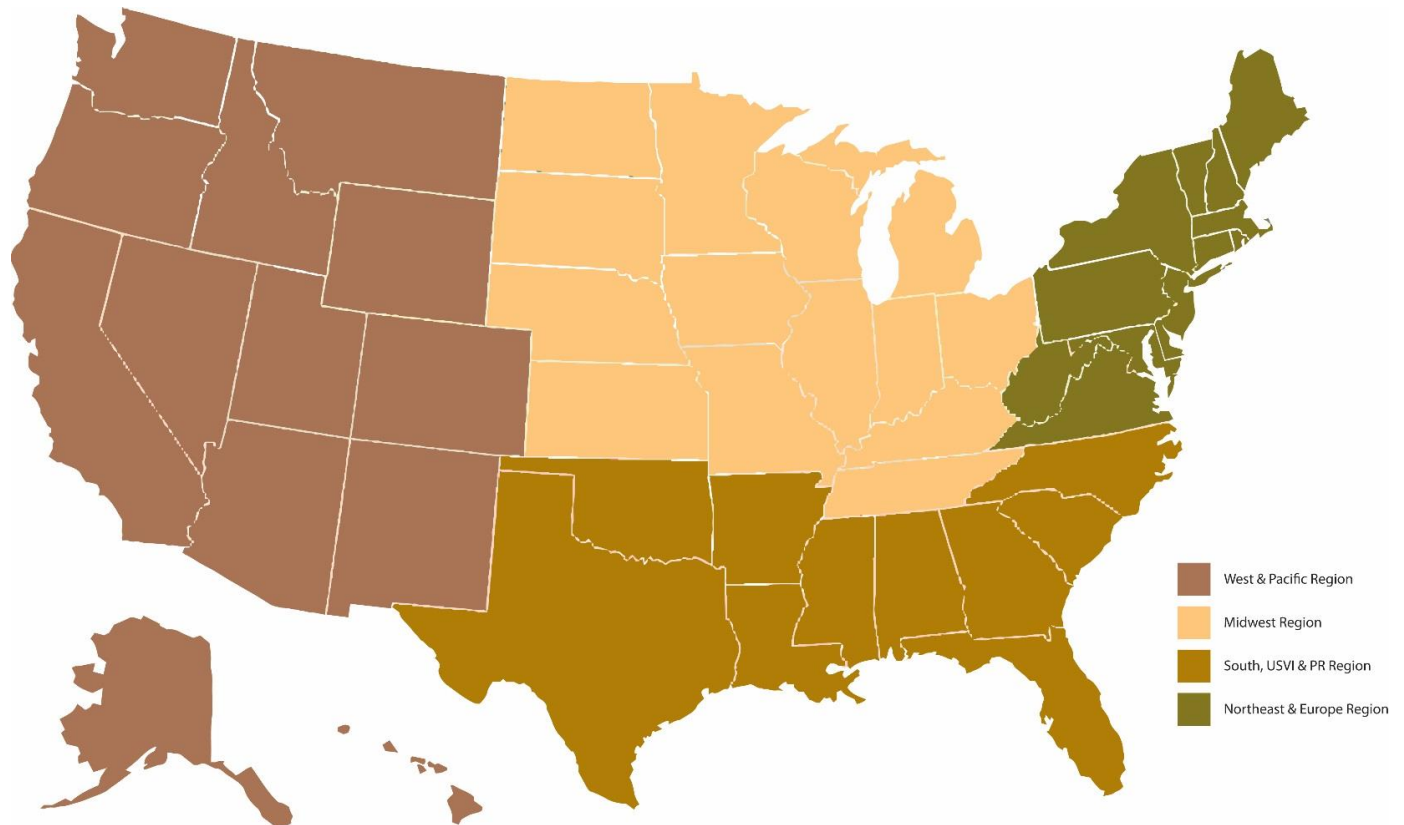 West & Pacific Region
Midwest Region
South, USVI & PR Region
Northeast & Europe Region